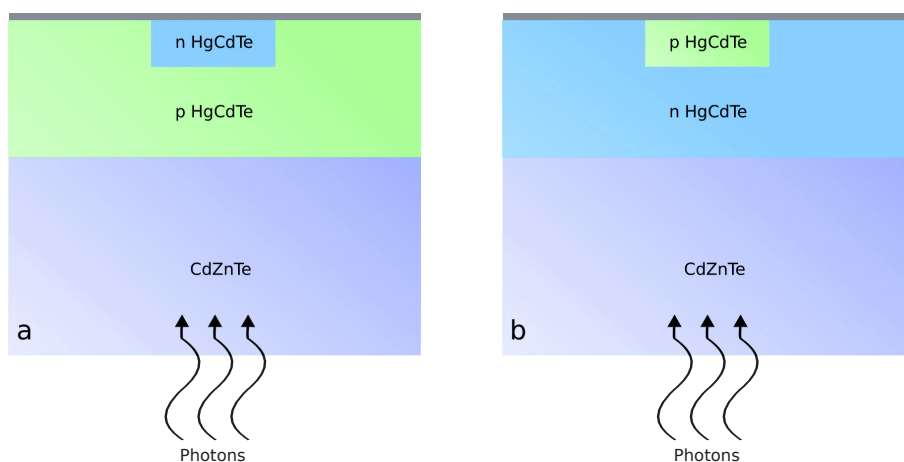 n HgCdTe
p HgCdTe
CdZnTe
a
Photons
p HgCdTe
n HgCdTe
CdZnTe
b
Photons